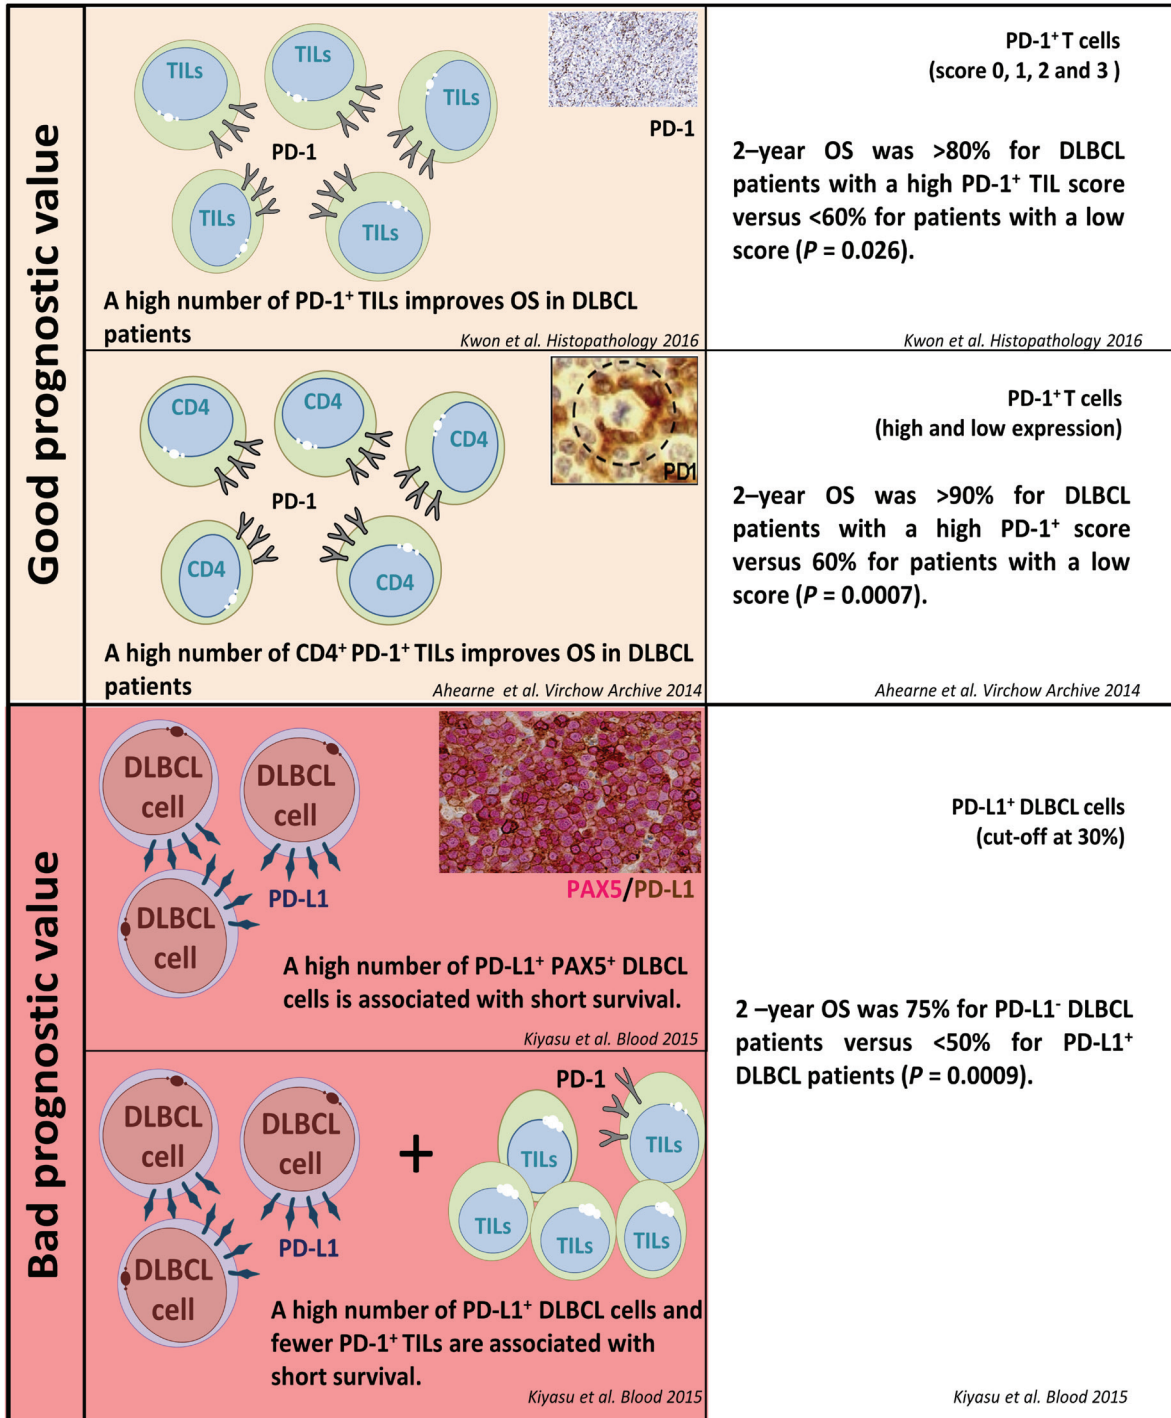 Good prognostic value
TILs
TILs
TILs
PD-1
TILs
TILs
PD-1
A high number of PD-1⁺ TILs improves OS in DLBCL
patients
Kwon et al. Histopathology 2016
PD-1⁺ T cells
(score 0, 1, 2 and 3 )
2–year OS was >80% for DLBCL
patients with a high PD-1⁺ TIL score
versus <60% for patients with a low
score (P = 0.026).
Kwon et al. Histopathology 2016
CD4
CD4
CD4
PD-1
CD4
CD4
PD1
A high number of CD4⁺ PD-1⁺ TILs improves OS in DLBCL
patients
Ahearne et al. Virchow Archive 2014
PD-1⁺ T cells
(high and low expression)
2–year OS was >90% for DLBCL
patients with a high PD-1⁺ score
versus 60% for patients with a low
score (P = 0.0007).
Ahearne et al. Virchow Archive 2014
Bad prognostic value
DLBCL
cell
DLBCL
cell
DLBCL
cell
PD-L1
PAX5/PD-L1
A high number of PD-L1⁺ PAX5⁺ DLBCL
cells is associated with short survival.
Kiyasu et al. Blood 2015
DLBCL
cell
DLBCL
cell
DLBCL
cell
PD-L1
+
PD-1
TILs
TILs
TILs
TILs
TILs
A high number of PD-L1⁺ DLBCL cells and
fewer PD-1⁺ TILs are associated with
short survival.
Kiyasu et al. Blood 2015
PD-L1⁺ DLBCL cells
(cut-off at 30%)
2 –year OS was 75% for PD-L1⁻ DLBCL
patients versus <50% for PD-L1⁺
DLBCL patients (P = 0.0009).
Kiyasu et al. Blood 2015